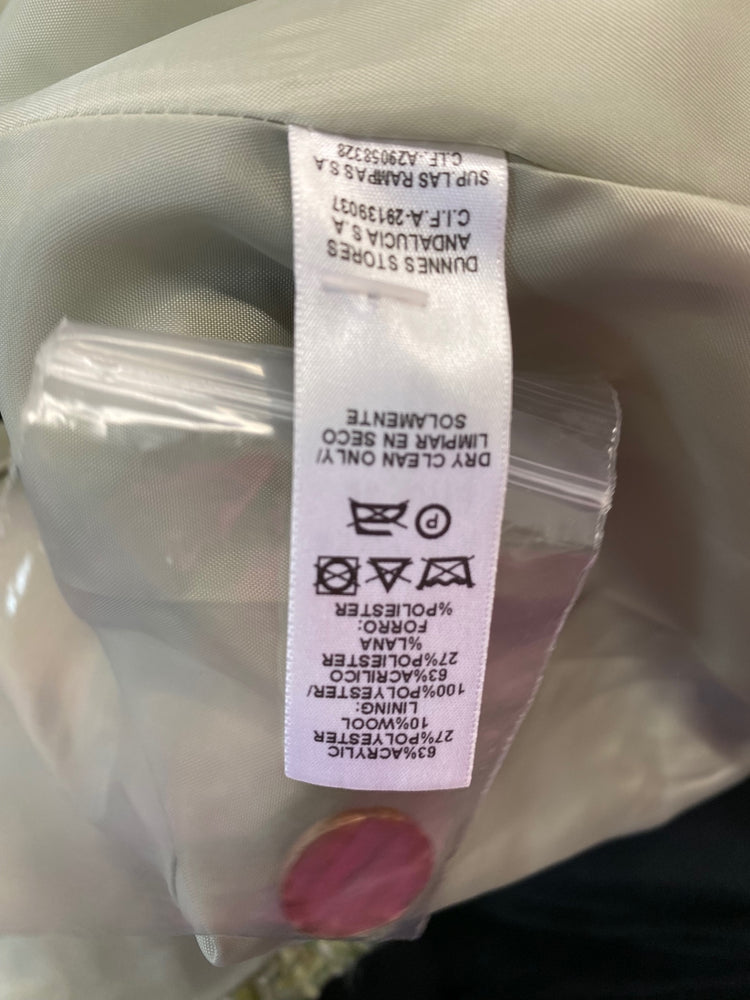 63%ACRYLIC
27%POLYESTER
10%WOOL
LINING:
100%POLYESTER/
63%ACRILICO
27%POLIESTER
%LANA
FORRO:
%POLIESTER
P
DRY CLEAN ONLY/
LIMPIAR EN SECO
SOLAMENTE
DUNNES STORES
ANDALUCIA S.A
C.I.F.A-29139037
SUP.LAS RAMPAS S A
C.I.F.-A29058328